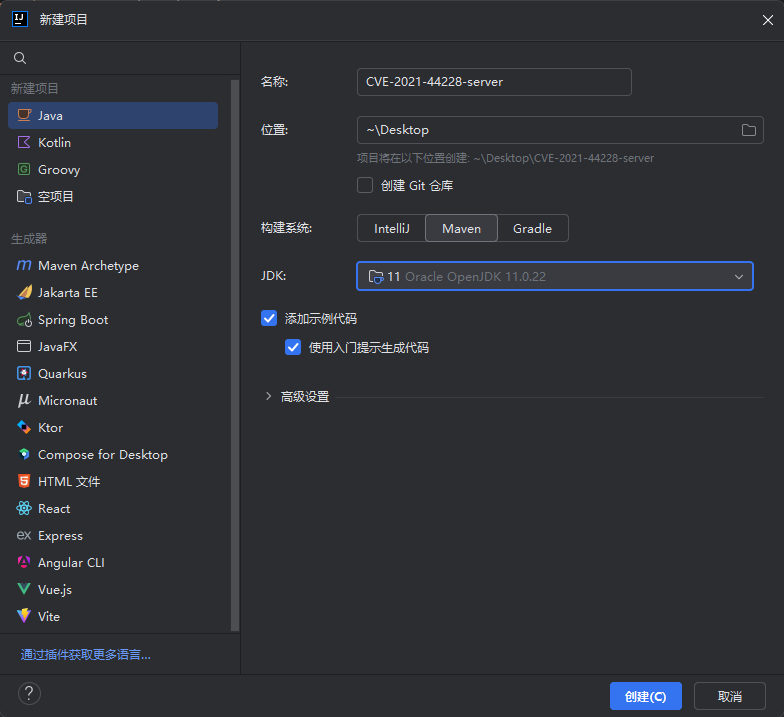 新建项目
新建项目
Java
Kotlin
Groovy
空项目
生成器
Maven Archetype
Jakarta EE
Spring Boot
JavaFX
Quarkus
Micronaut
Ktor
Compose for Desktop
HTML 文件
React
Express
Angular CLI
Vue.js
Vite
通过插件获取更多语言...
名称: CVE-2021-44228-server
位置: ~\Desktop
项目将在以下位置创建: ~\Desktop\CVE-2021-44228-server
创建 Git 仓库
构建系统: IntelliJ Maven Gradle
JDK: 11 Oracle OpenJDK 11.0.22
添加示例代码
使用入门提示生成代码
高级设置
? 创建(C) 取消